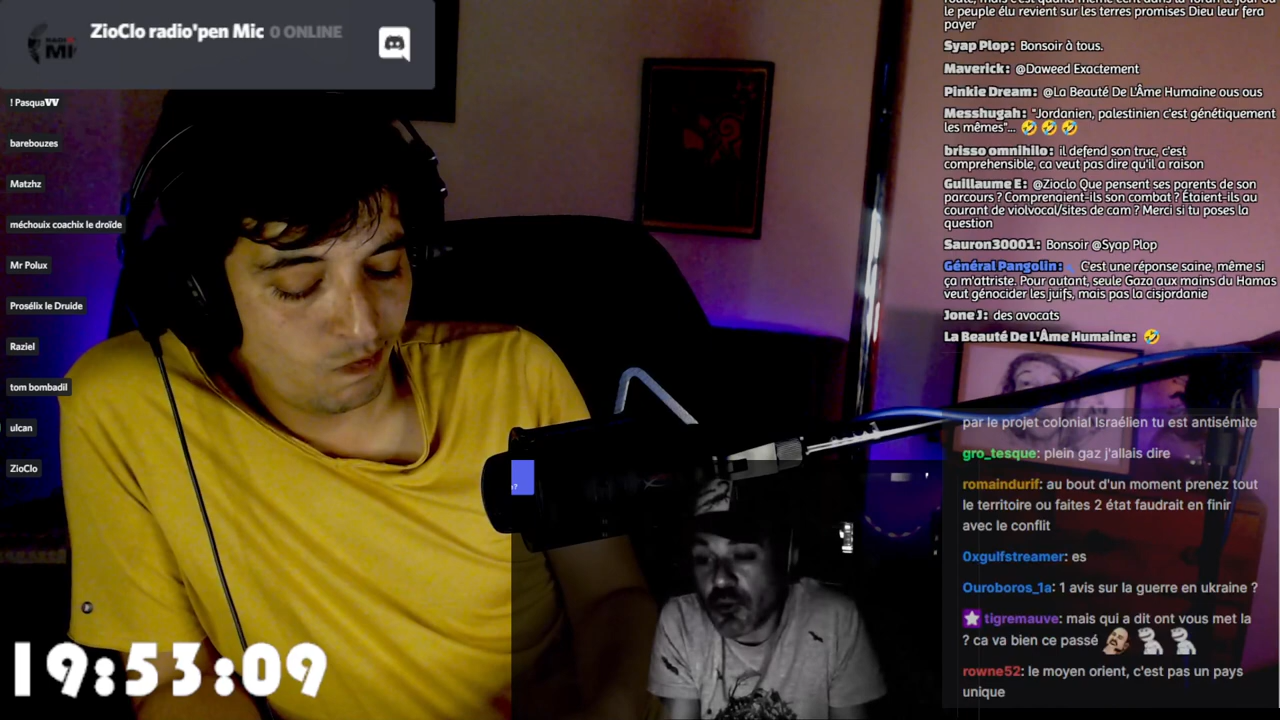 ZioClo radio'pen Mic 0 ONLINE
MI
! PasquaVV
barebouzes
Matzhz
méchouix coachix le droïde
Mr Polux
Prosélix le Druide
Raziel
tom bombadil
ulcan
ZioClo
19:53:09
le peuple élu revient sur les terres promises Dieu leur fera
payer
Syap Plop: Bonsoir à tous.
Maverick: @Daweed Exactement
Pinkie Dream: @La Beauté De L'Âme Humaine ous ous
Messhugah: "Jordanien, palestinien c'est génétiquement
les mêmes"... 🤣 🤣 🤣
brisso omnihilo: il defend son truc, c'est
comprehensible, ca veut pas dire qu'il a raison
Guillaume E: @Zioclo Que pensent ses parents de son
parcours ? Comprenaient-ils son combat ? Étaient-ils au
courant de violvocal/sites de cam ? Merci si tu poses la
question
Sauron30001: Bonsoir @Syap Plop
Général Pangolin: C'est une réponse saine, même si
ça m'attriste. Pour autant, seule Gaza aux mains du Hamas
veut génocider les juifs, mais pas la cisjordanie
Jone J: des avocats
La Beauté De L'Âme Humaine: 🤣
par le projet colonial Israélien tu est antisémite
gro_tesque: plein gaz j'allais dire
romaindurif: au bout d'un moment prenez tout
le territoire ou faites 2 état faudrait en finir
avec le conflit
0xgulfstreamer: es
Ouroboros_1a: 1 avis sur la guerre en ukraine ?
tigremauve: mais qui a dit ont vous met la
? ca va bien ce passé
rowne52: le moyen orient, c'est pas un pays
unique